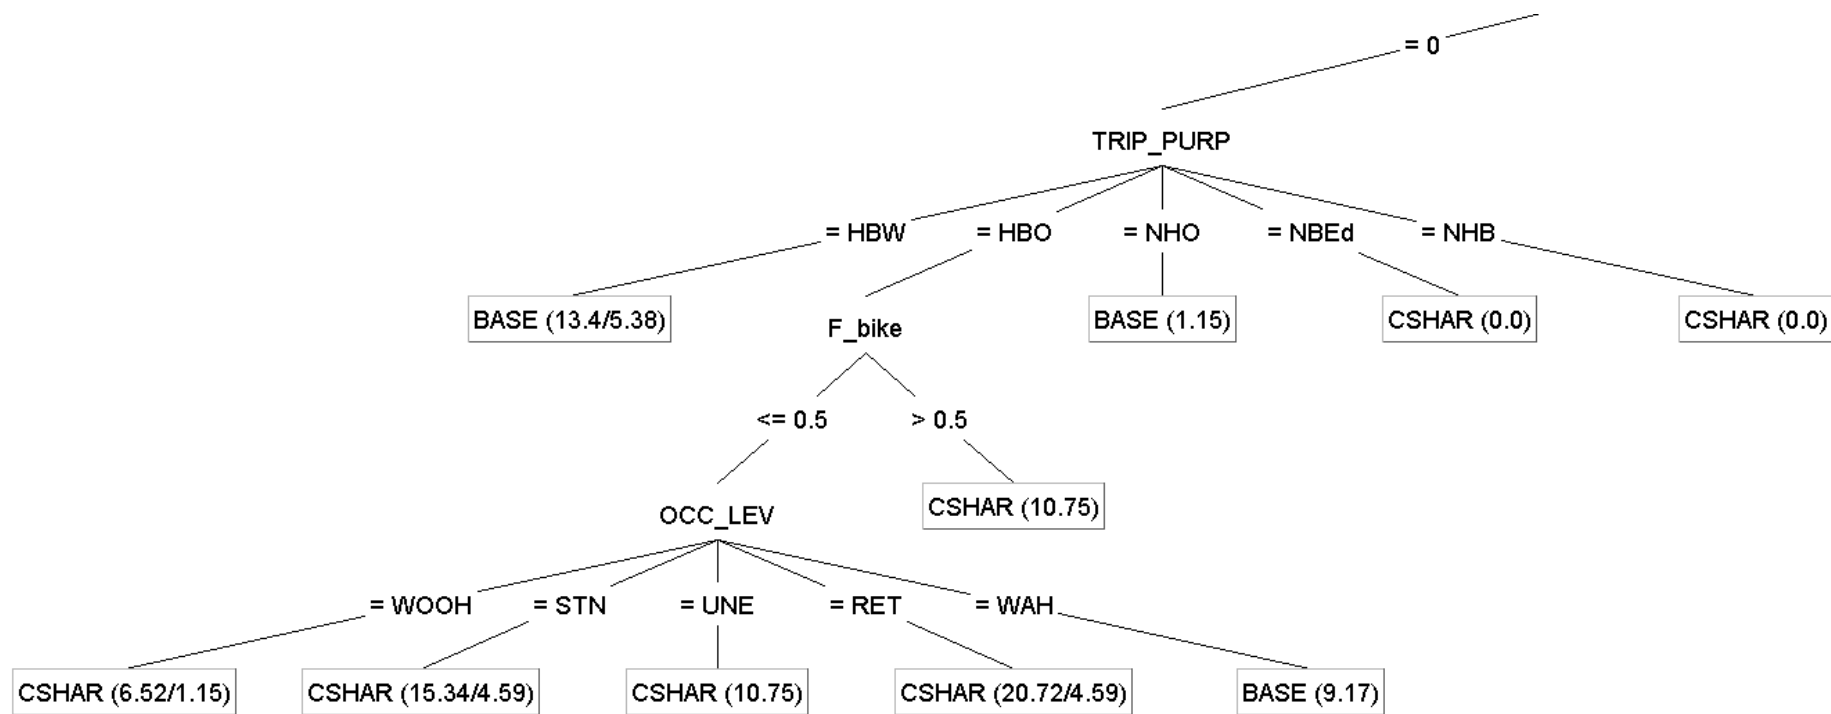 = 0
TRIP_PURP
= HBW
= HBO
= NHO
= NBEd
= NHB
BASE (13.4/5.38)
F_bike
BASE (1.15)
CSHAR (0.0)
CSHAR (0.0)
<= 0.5
> 0.5
OCC_LEV
CSHAR (10.75)
= WOOH
= STN
= UNE
= RET
= WAH
CSHAR (6.52/1.15)
CSHAR (15.34/4.59)
CSHAR (10.75)
CSHAR (20.72/4.59)
BASE (9.17)